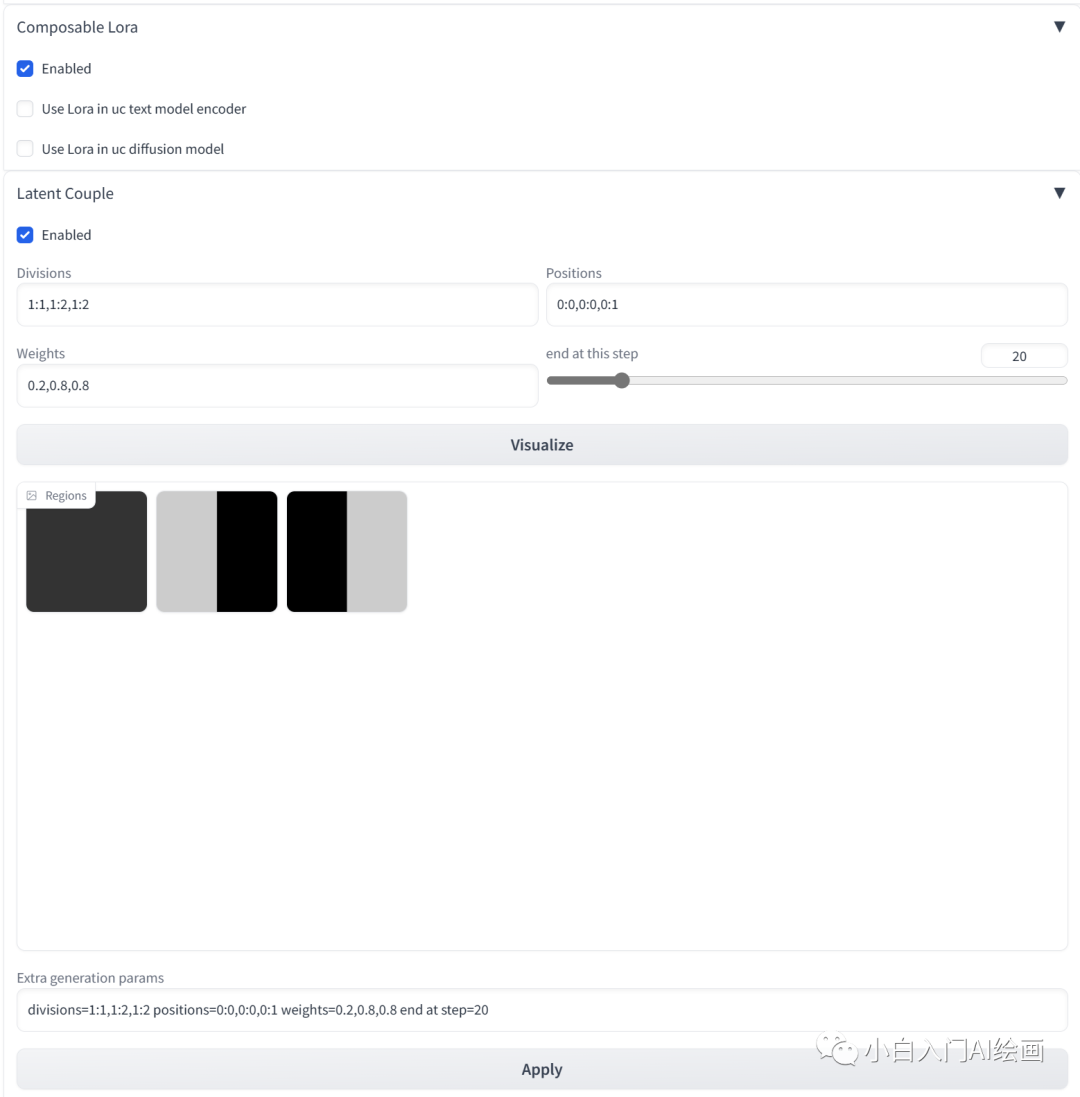 Composable Lora
Enabled
Use Lora in uc text model encoder
Use Lora in uc diffusion model
Latent Couple
Enabled
Divisions
1:1,1:2,1:2
Positions
0:0,0:0,0:1
Weights
0.2,0.8,0.8
end at this step
20
Visualize
Regions
Extra generation params
divisions=1:1,1:2,1:2 positions=0:0,0:0,0:1 weights=0.2,0.8,0.8 end at step=20
小白入门AI绘画
Apply